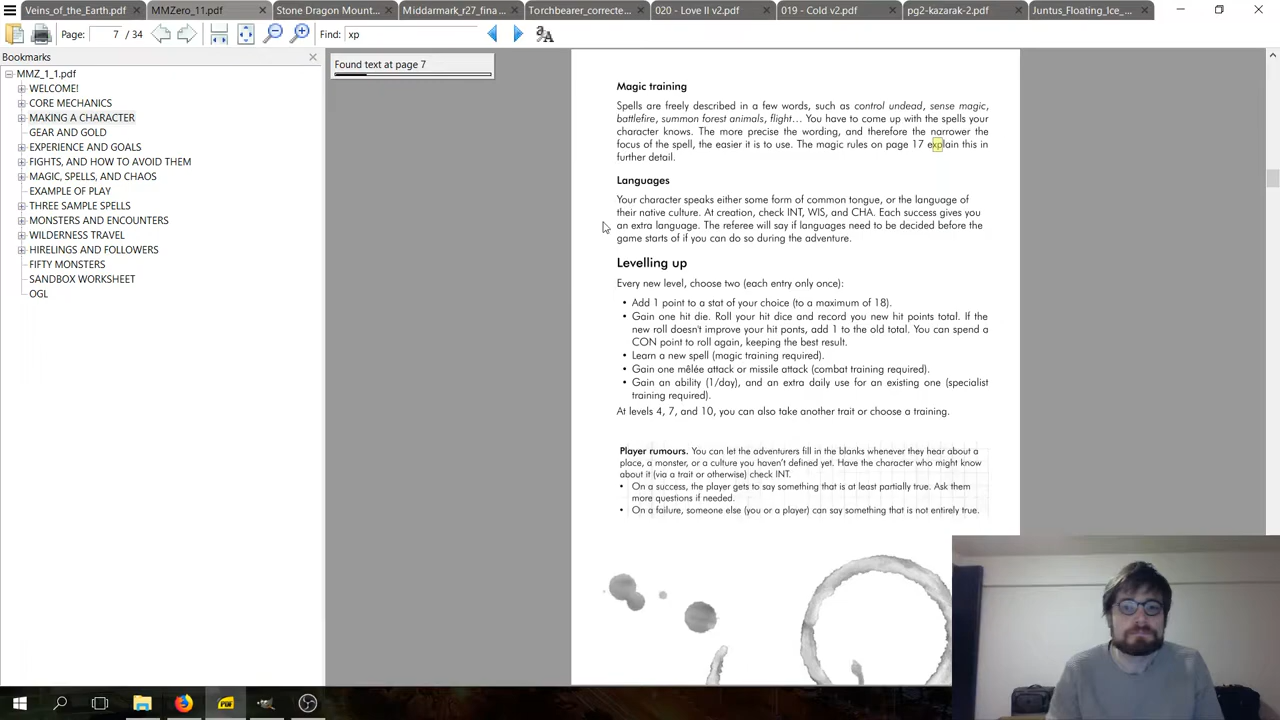 Veins_of_the_Earth.pdf MMZero_11.pdf Stone Dragon Mount... Middarmark_r27_fina... Torchbearer_correcte... 020 - Love II v2.pdf 019 - Cold v2.pdf pg2-kazarak-2.pdf Juntus_Floating_Ice_...
Page: 7 / 34 Find: xp
Bookmarks
MMZ_1_1.pdf
WELCOME!
CORE MECHANICS
MAKING A CHARACTER
GEAR AND GOLD
EXPERIENCE AND GOALS
FIGHTS, AND HOW TO AVOID THEM
MAGIC, SPELLS, AND CHAOS
EXAMPLE OF PLAY
THREE SAMPLE SPELLS
MONSTERS AND ENCOUNTERS
WILDERNESS TRAVEL
HIRELINGS AND FOLLOWERS
FIFTY MONSTERS
SANDBOX WORKSHEET
OGL
Found text at page 7
Magic training
Spells are freely described in a few words, such as control undead, sense magic,
battlefire, summon forest animals, flight... You have to come up with the spells your
character knows. The more precise the wording, and therefore the narrower the
focus of the spell, the easier it is to use. The magic rules on page 17 explain this in
further detail.
Languages
Your character speaks either some form of common tongue, or the language of
their native culture. At creation, check INT, WIS, and CHA. Each success gives you
an extra language. The referee will say if languages need to be decided before the
game starts of if you can do so during the adventure.
Levelling up
Every new level, choose two (each entry only once):
• Add 1 point to a stat of your choice (to a maximum of 18).
• Gain one hit die. Roll your hit dice and record you new hit points total. If the
new roll doesn't improve your hit ponts, add 1 to the old total. You can spend a
CON point to roll again, keeping the best result.
• Learn a new spell (magic training required).
• Gain one mêlée attack or missile attack (combat training required).
• Gain an ability (1/day), and an extra daily use for an existing one (specialist
training required).
At levels 4, 7, and 10, you can also take another trait or choose a training.
Player rumours. You can let the adventurers fill in the blanks whenever they hear about a
place, a monster, or a culture you haven't defined yet. Have the character who might know
about it (via a trait or otherwise) check INT.
• On a success, the player gets to say something that is at least partially true. Ask them
more questions if needed.
• On a failure, someone else (you or a player) can say something that is not entirely true.